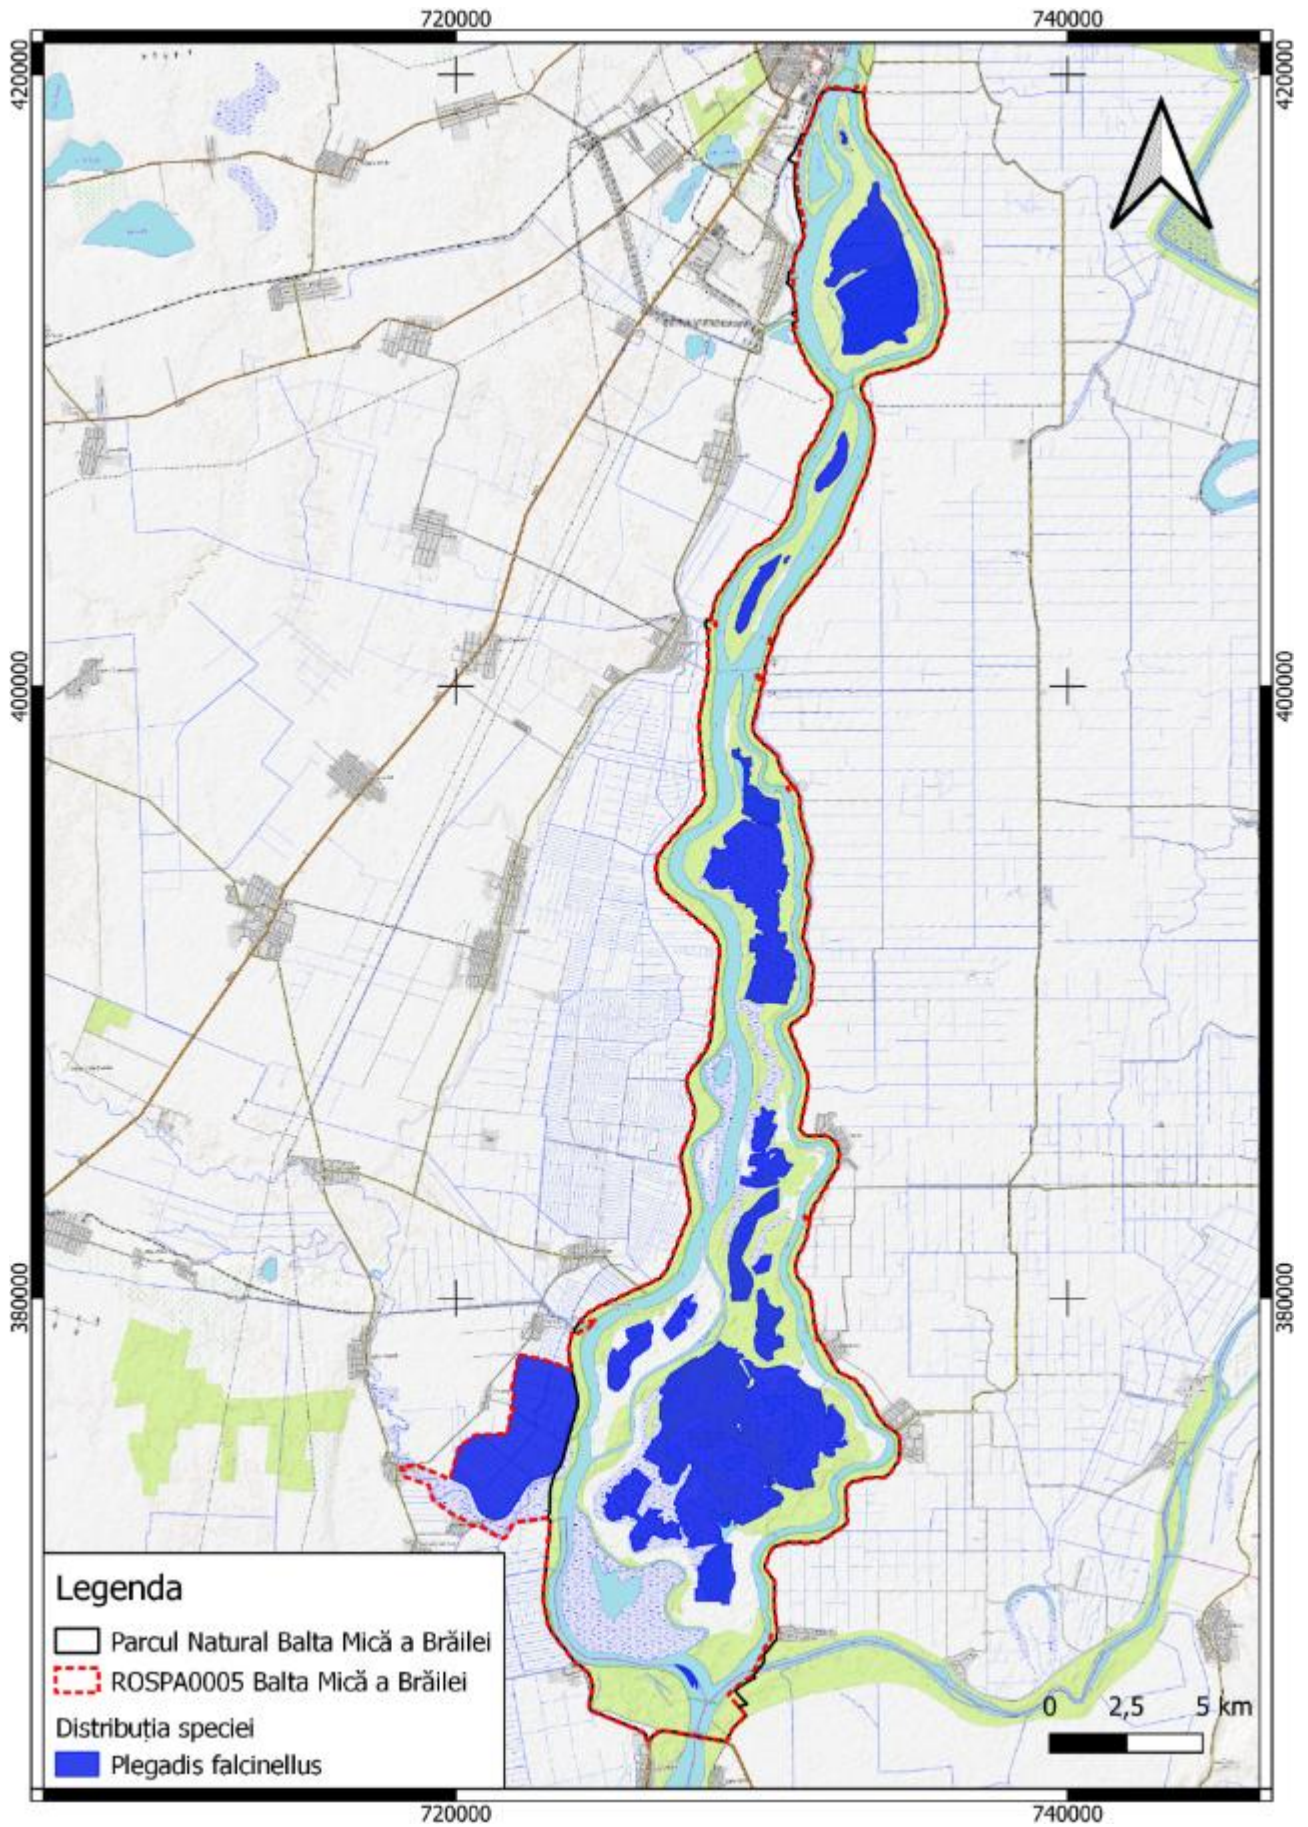 720000 740000
420000 420000
400000 400000
380000 380000
Legenda
Parcul Natural Balta Mică a Brăilei
ROSPA0005 Balta Mică a Brăilei
Distribuția speciei
Plegadis falcinellus
0 2,5 5 km
720000 740000